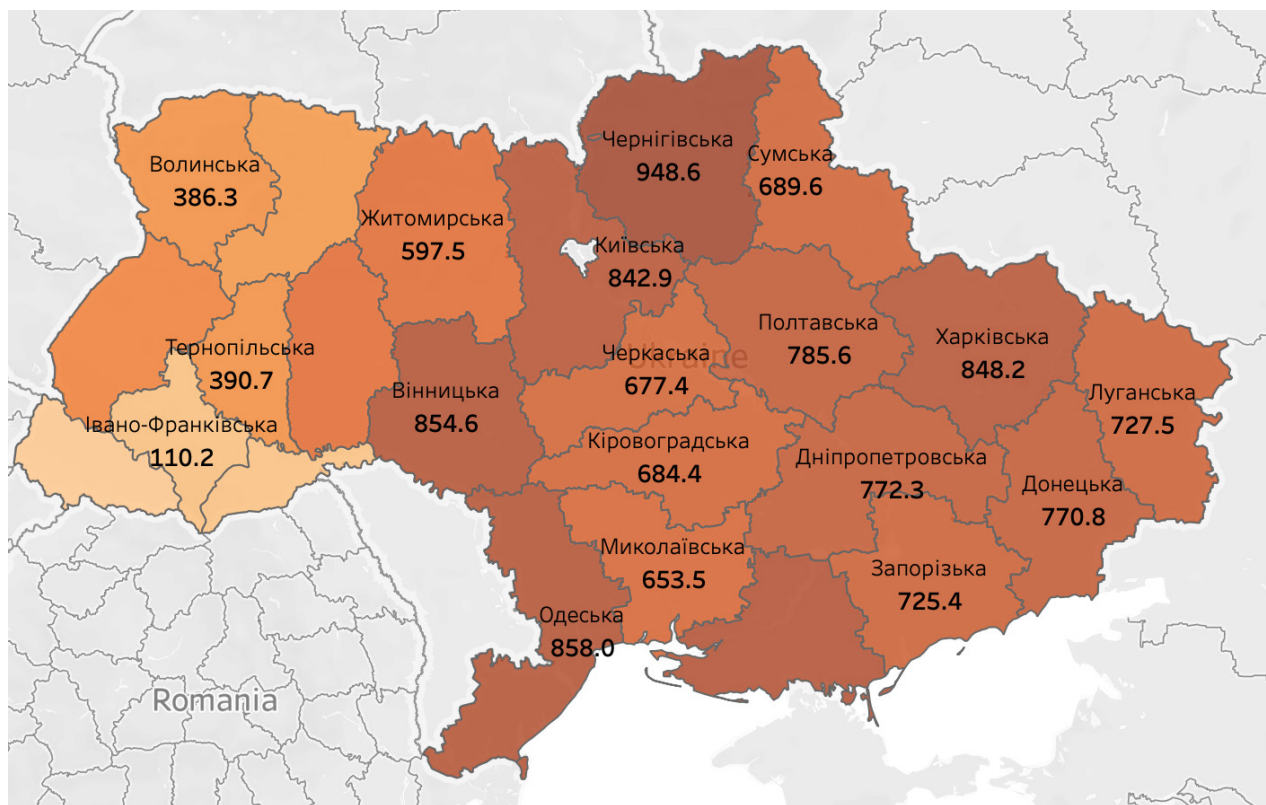 Чернігівська
948.6
Сумська
689.6
Волинська
386.3
Житомирська
597.5
Київська
842.9
Полтавська
785.6
Харківська
848.2
Ukraine
Черкаська
677.4
Тернопільська
390.7
Вінницька
854.6
Луганська
727.5
Івано-Франківська
110.2
Кіровоградська
684.4
Дніпропетровська
772.3
Донецька
770.8
Миколаївська
653.5
Запорізька
725.4
Одеська
858.0
Romania